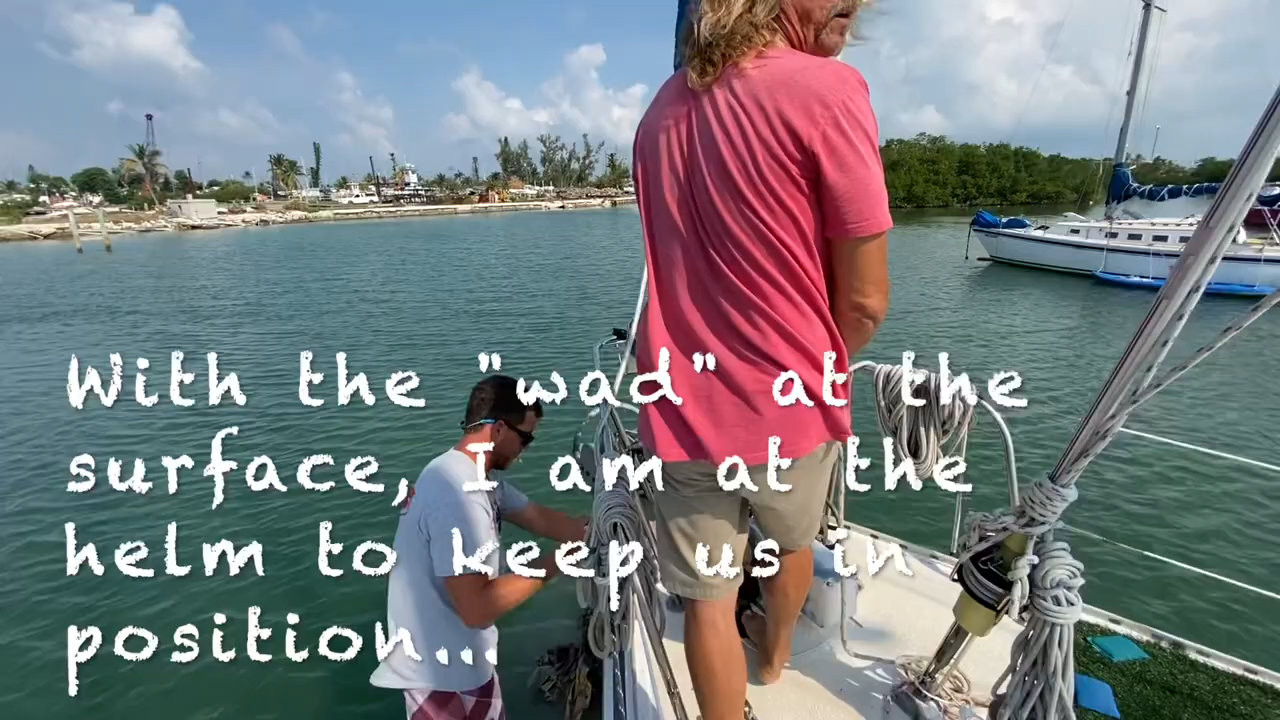 With the "wad" at the
surface, I am at the
helm to keep us in
position...